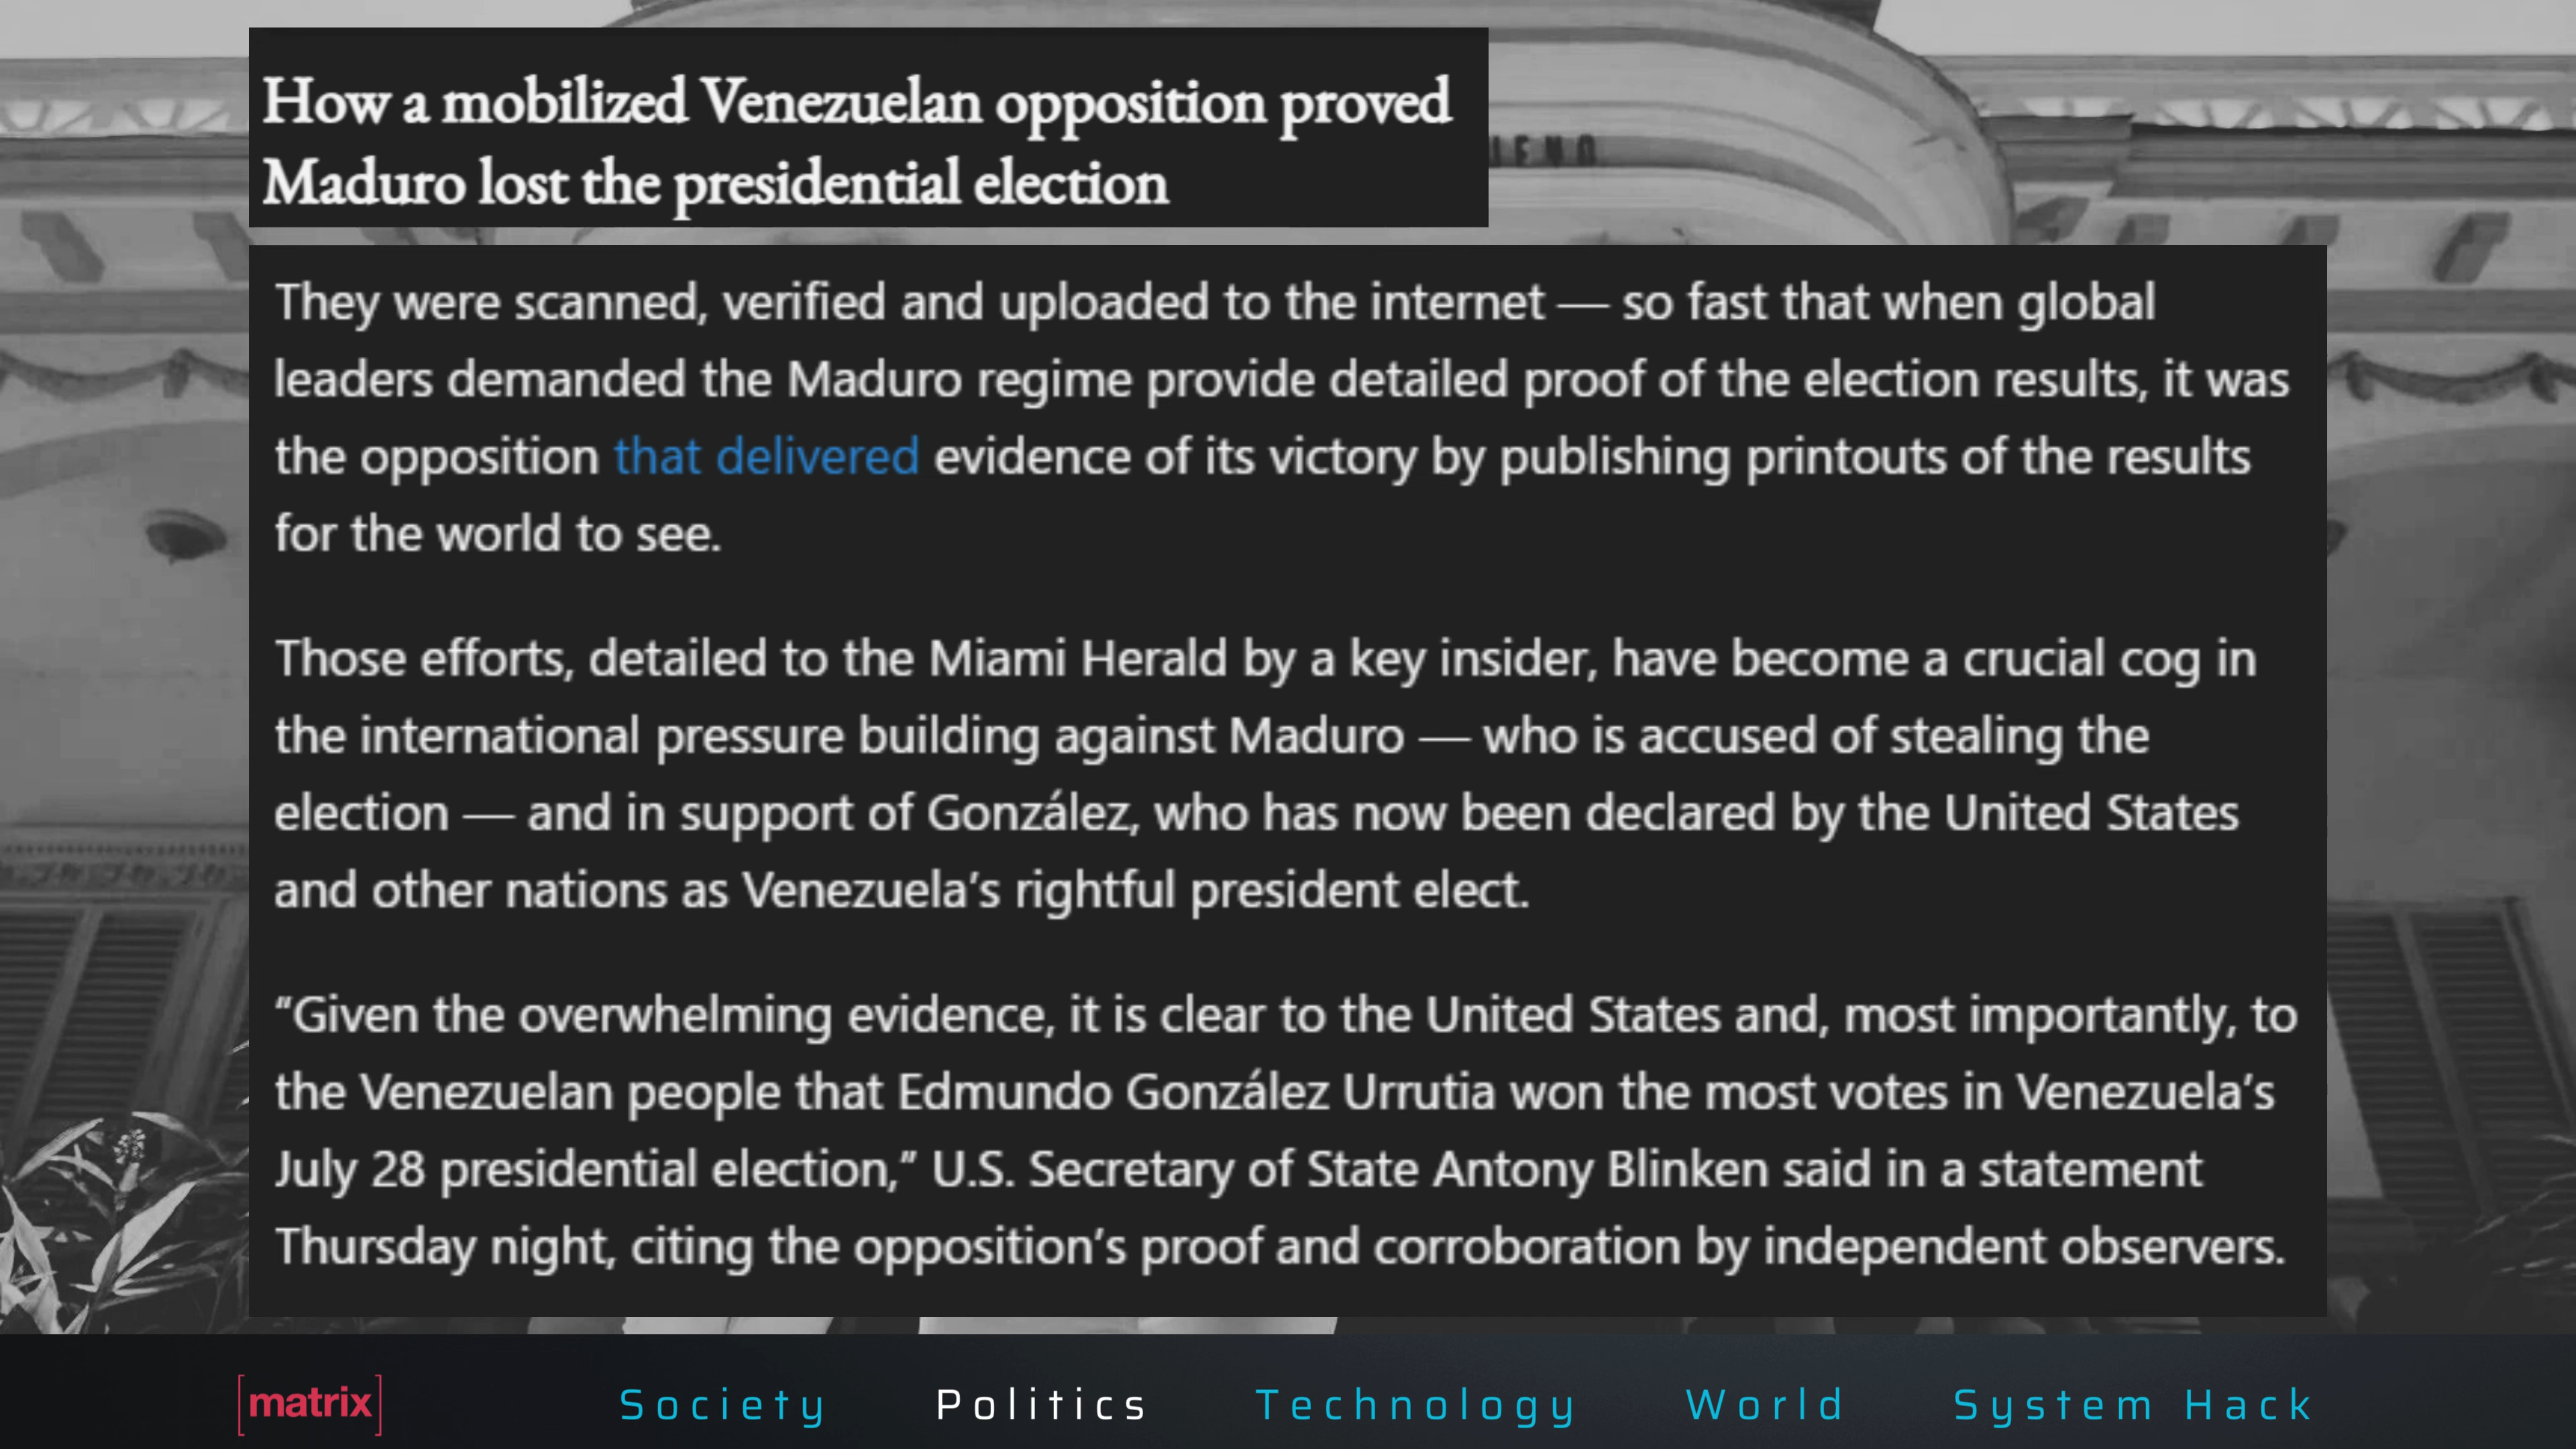 How a mobilized Venezuelan opposition proved
Maduro lost the presidential election
They were scanned, verified and uploaded to the internet — so fast that when global
leaders demanded the Maduro regime provide detailed proof of the election results, it was
the opposition that delivered evidence of its victory by publishing printouts of the results
for the world to see.
Those efforts, detailed to the Miami Herald by a key insider, have become a crucial cog in
the international pressure building against Maduro — who is accused of stealing the
election — and in support of González, who has now been declared by the United States
and other nations as Venezuela’s rightful president elect.
“Given the overwhelming evidence, it is clear to the United States and, most importantly, to
the Venezuelan people that Edmundo González Urrutia won the most votes in Venezuela’s
July 28 presidential election,” U.S. Secretary of State Antony Blinken said in a statement
Thursday night, citing the opposition’s proof and corroboration by independent observers.
[matrix] Society Politics Technology World System Hack